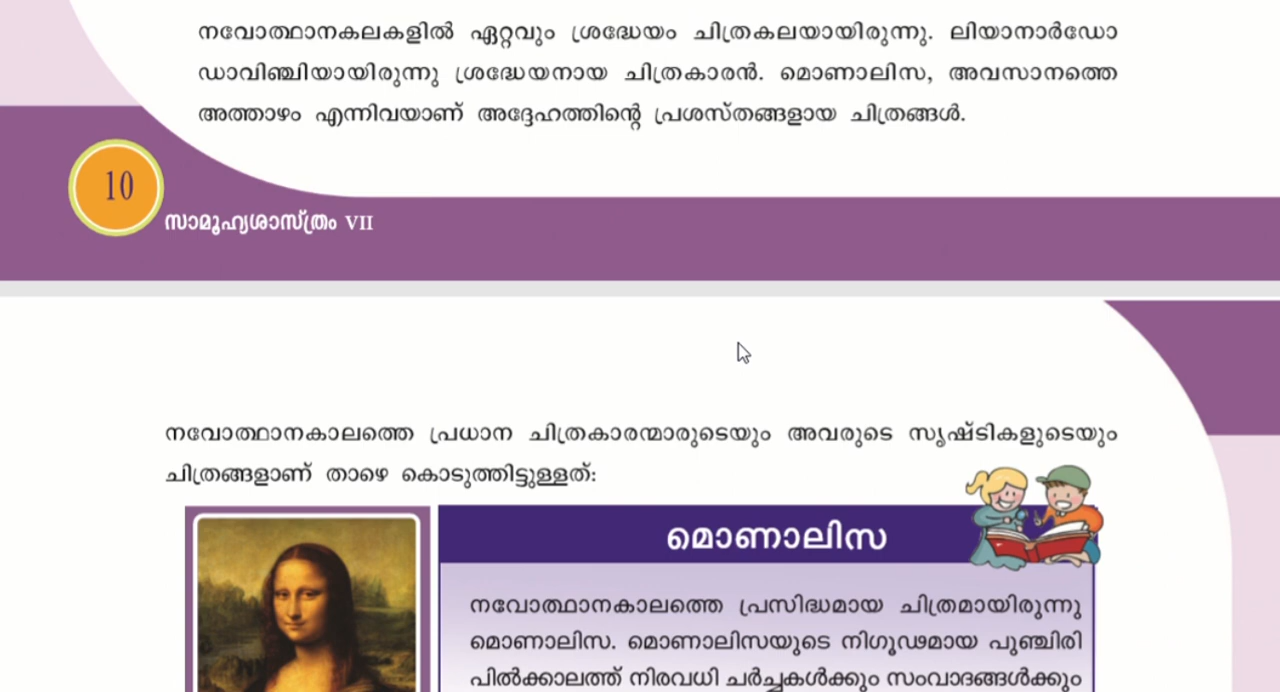 നവോത്ഥാനകലകളിൽ ഏറ്റവും ശ്രദ്ധേയം ചിത്രകലയായിരുന്നു. ലിയാനാർഡോ
ഡാവിഞ്ചിയായിരുന്നു ശ്രദ്ധേയനായ ചിത്രകാരൻ. മൊണാലിസ, അവസാനത്തെ
അത്താഴം എന്നിവയാണ് അദ്ദേഹത്തിന്റെ പ്രശസ്തങ്ങളായ ചിത്രങ്ങൾ.
10
സാമൂഹ്യശാസ്ത്രം VII
നവോത്ഥാനകാലത്തെ പ്രധാന ചിത്രകാരന്മാരുടെയും അവരുടെ സൃഷ്ടികളുടെയും
ചിത്രങ്ങളാണ് താഴെ കൊടുത്തിട്ടുള്ളത്:
മൊണാലിസ
നവോത്ഥാനകാലത്തെ പ്രസിദ്ധമായ ചിത്രമായിരുന്നു
മൊണാലിസ. മൊണാലിസയുടെ നിഗൂഢമായ പുഞ്ചിരി
പിൽക്കാലത്ത് നിരവധി ചർച്ചകൾക്കും സംവാദങ്ങൾക്കും